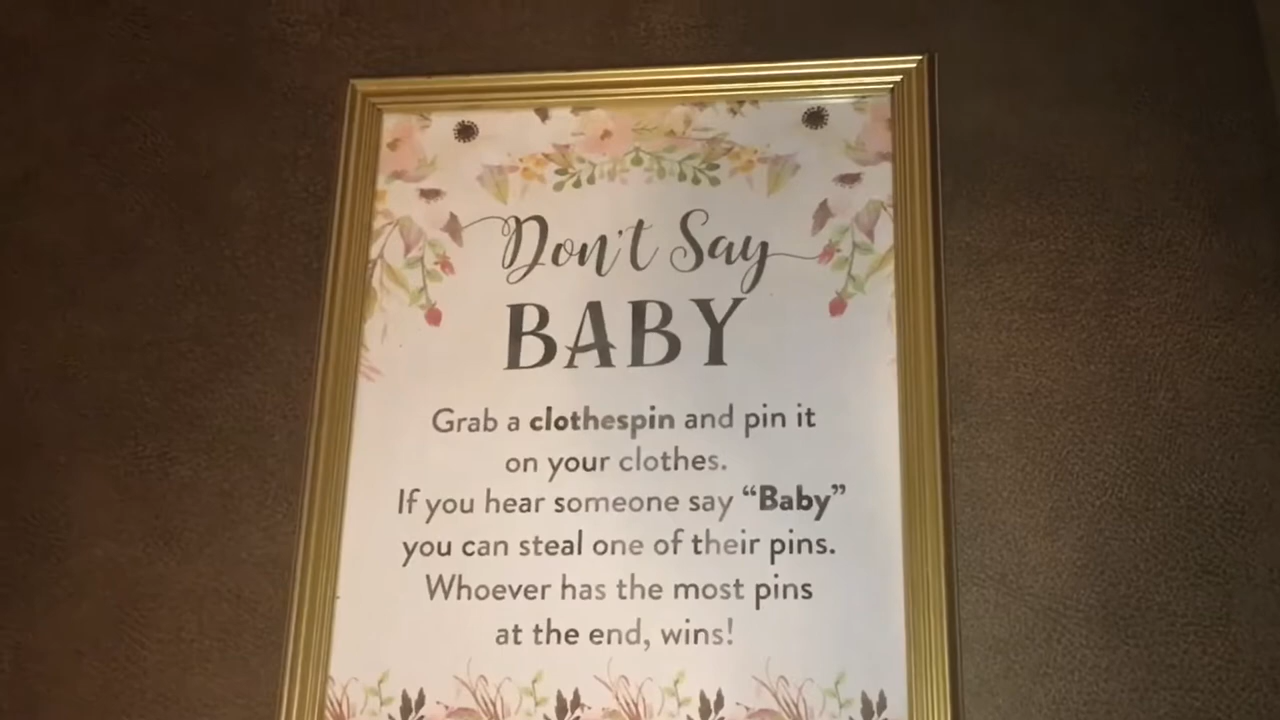 Don't Say
BABY
Grab a clothespin and pin it
on your clothes.
If you hear someone say “Baby”
you can steal one of their pins.
Whoever has the most pins
at the end, wins!